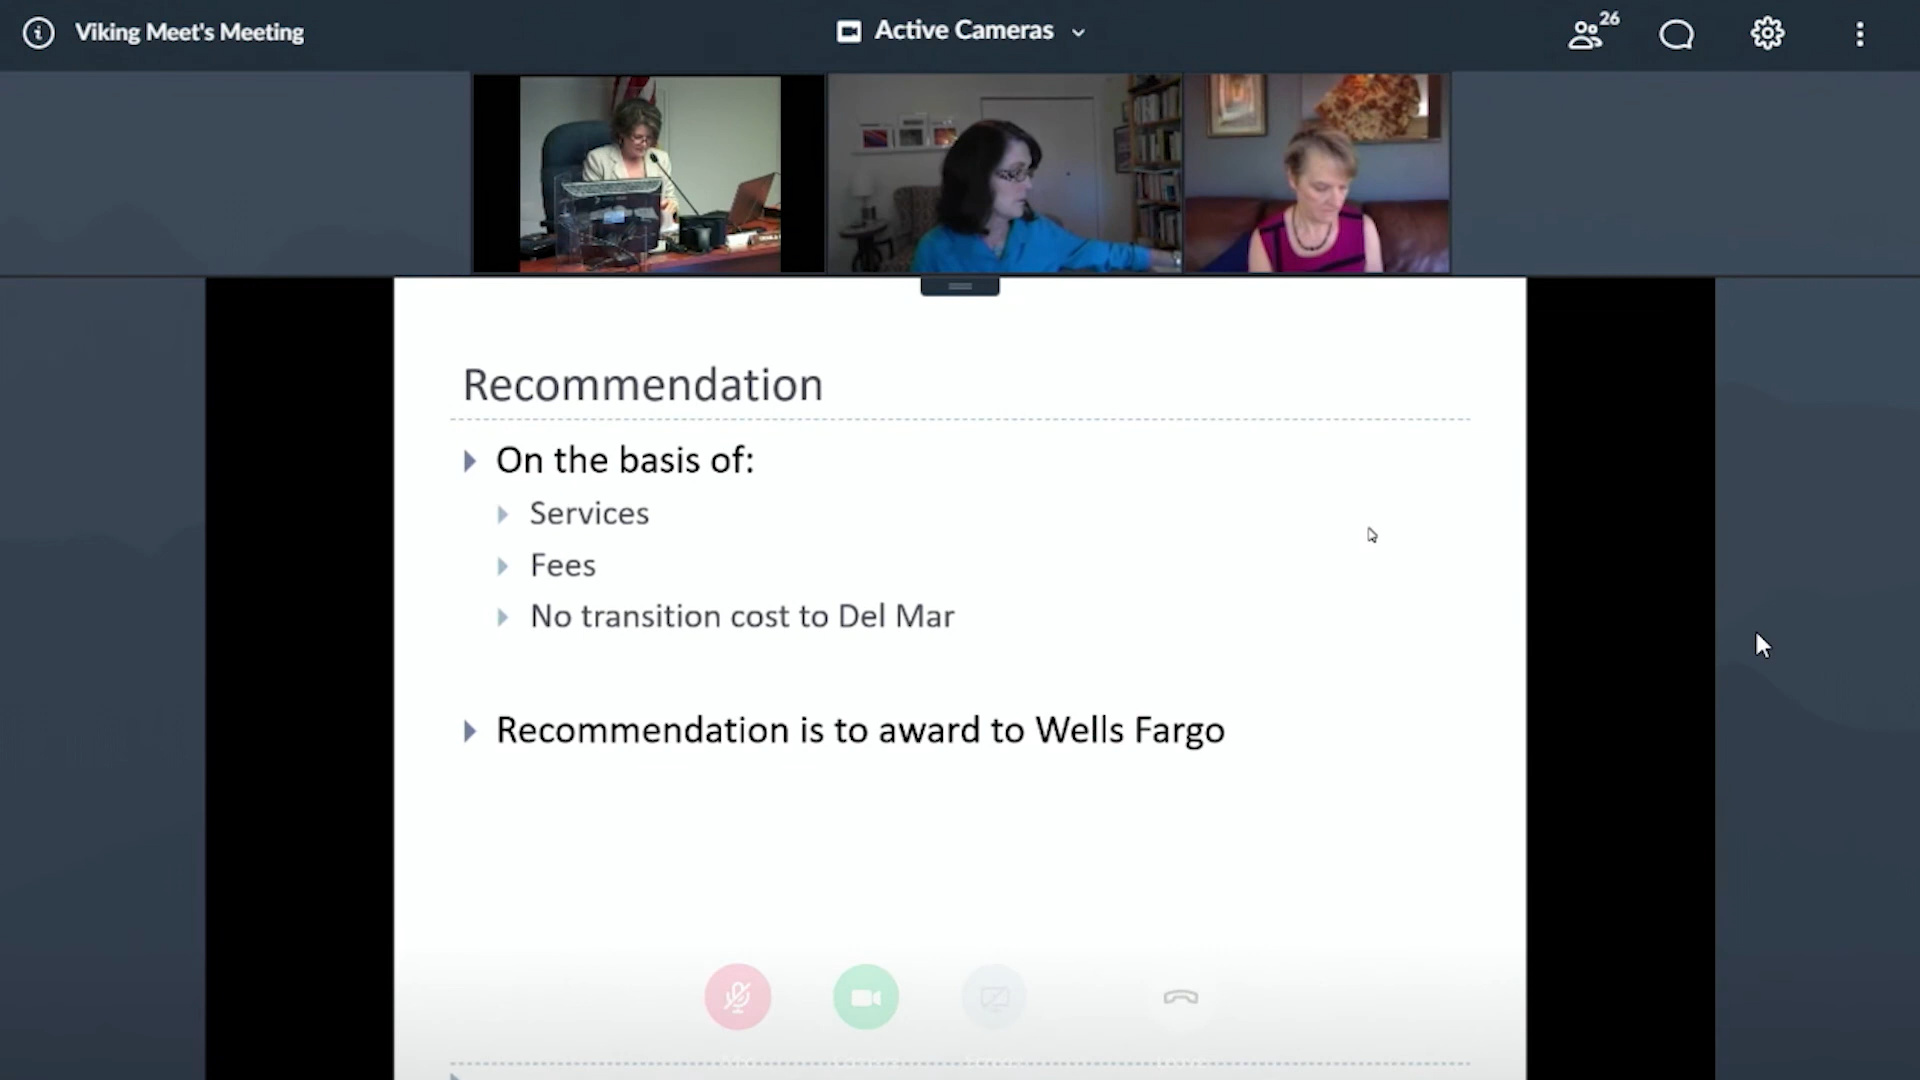 Viking Meet's Meeting
Active Cameras
26
Recommendation
On the basis of:
Services
Fees
No transition cost to Del Mar
Recommendation is to award to Wells Fargo